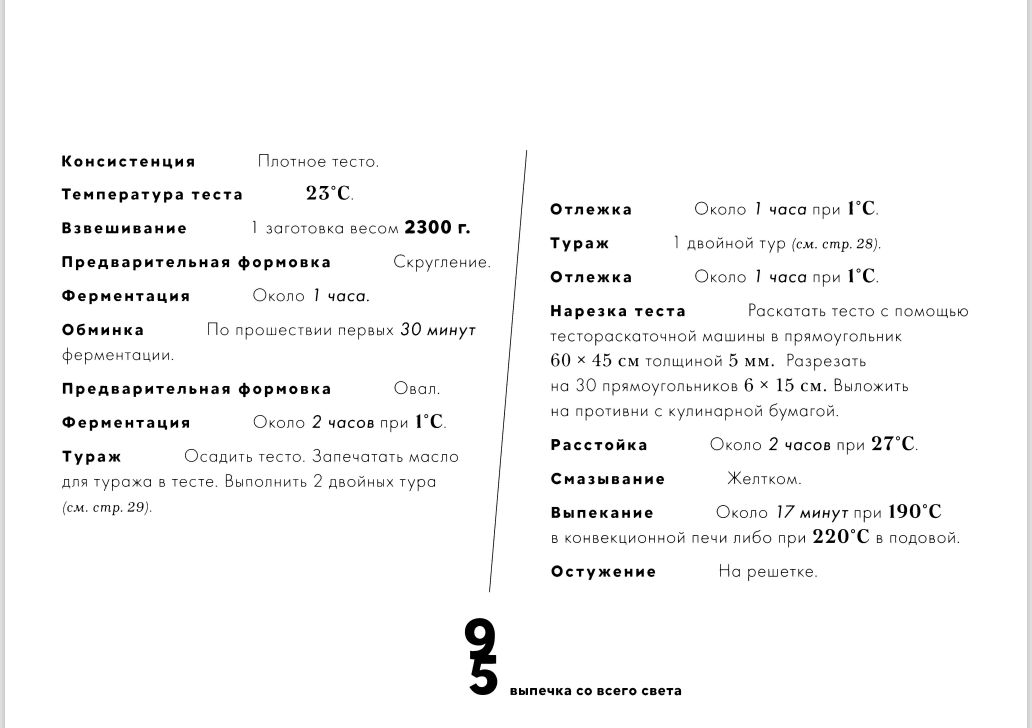 Консистенция Плотное тесто.
Температура теста 23°C.
Взвешивание 1 заготовка весом 2300 г.
Предварительная формовка Скругление.
Ферментация Около 1 часа.
Обминка По прошествии первых 30 минут
ферментации.
Предварительная формовка Овал.
Ферментация Около 2 часов при 1°C.
Тураж Осадить тесто. Запечатать масло
для туража в тесте. Выполнить 2 двойных тура
(см. стр. 29).
Отлежка Около 1 часа при 1°C.
Тураж 1 двойной тур (см. стр. 28).
Отлежка Около 1 часа при 1°C.
Нарезка теста Раскатать тесто с помощью
тестораскаточной машины в прямоугольник
60 × 45 см толщиной 5 мм. Разрезать
на 30 прямоугольников 6 × 15 см. Выложить
на противни с кулинарной бумагой.
Расстойка Около 2 часов при 27°C.
Смазывание Желтком.
Выпекание Около 17 минут при 190°C
в конвекционной печи либо при 220°C в подовой.
Остужение На решетке.
9
5 выпечка со всего света